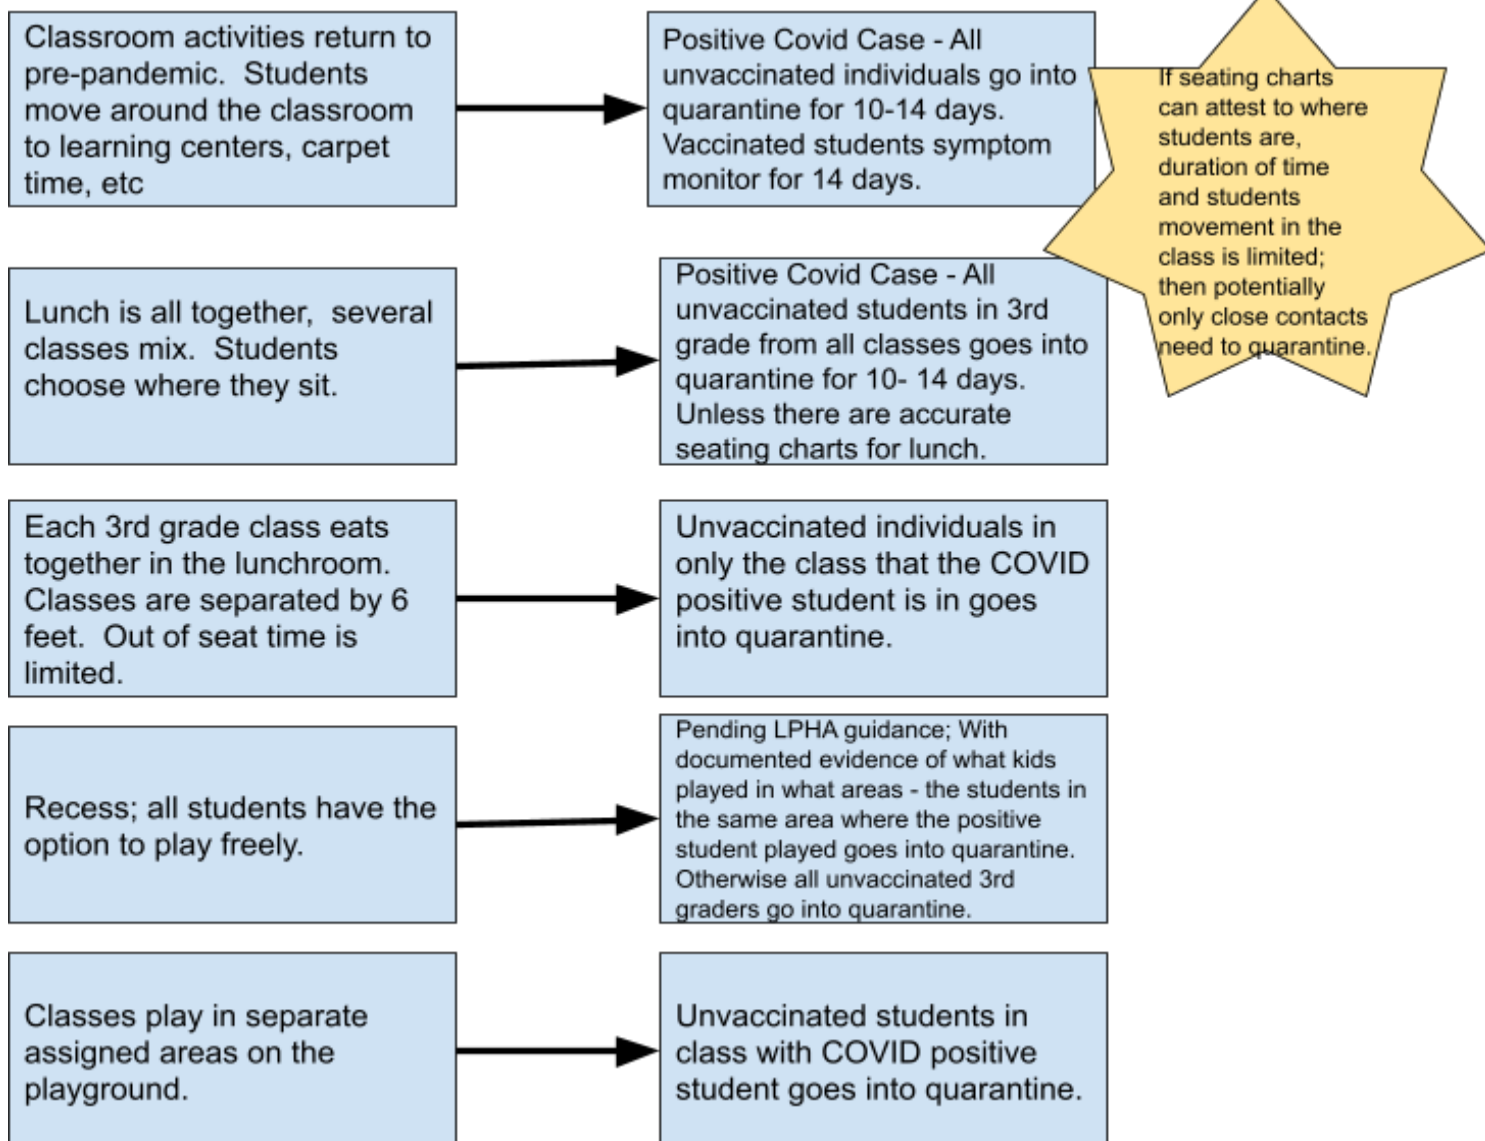 Classroom activities return to
pre-pandemic.  Students
move around the classroom
to learning centers, carpet
time, etc
Positive Covid Case - All
unvaccinated individuals go into
quarantine for 10-14 days.
Vaccinated students symptom
monitor for 14 days.
If seating charts
can attest to where
students are,
duration of time
and students
movement in the
class is limited;
then potentially
only close contacts
need to quarantine.
Lunch is all together,  several
classes mix.  Students
choose where they sit.
Positive Covid Case - All
unvaccinated students in 3rd
grade from all classes goes into
quarantine for 10- 14 days.
Unless there are accurate
seating charts for lunch.
Each 3rd grade class eats
together in the lunchroom.
Classes are separated by 6
feet.  Out of seat time is
limited.
Unvaccinated individuals in
only the class that the COVID
positive student is in goes
into quarantine.
Recess; all students have the
option to play freely.
Pending LPHA guidance; With
documented evidence of what kids
played in what areas - the students in
the same area where the positive
student played goes into quarantine.
Otherwise all unvaccinated 3rd
graders go into quarantine.
Classes play in separate
assigned areas on the
playground.
Unvaccinated students in
class with COVID positive
student goes into quarantine.